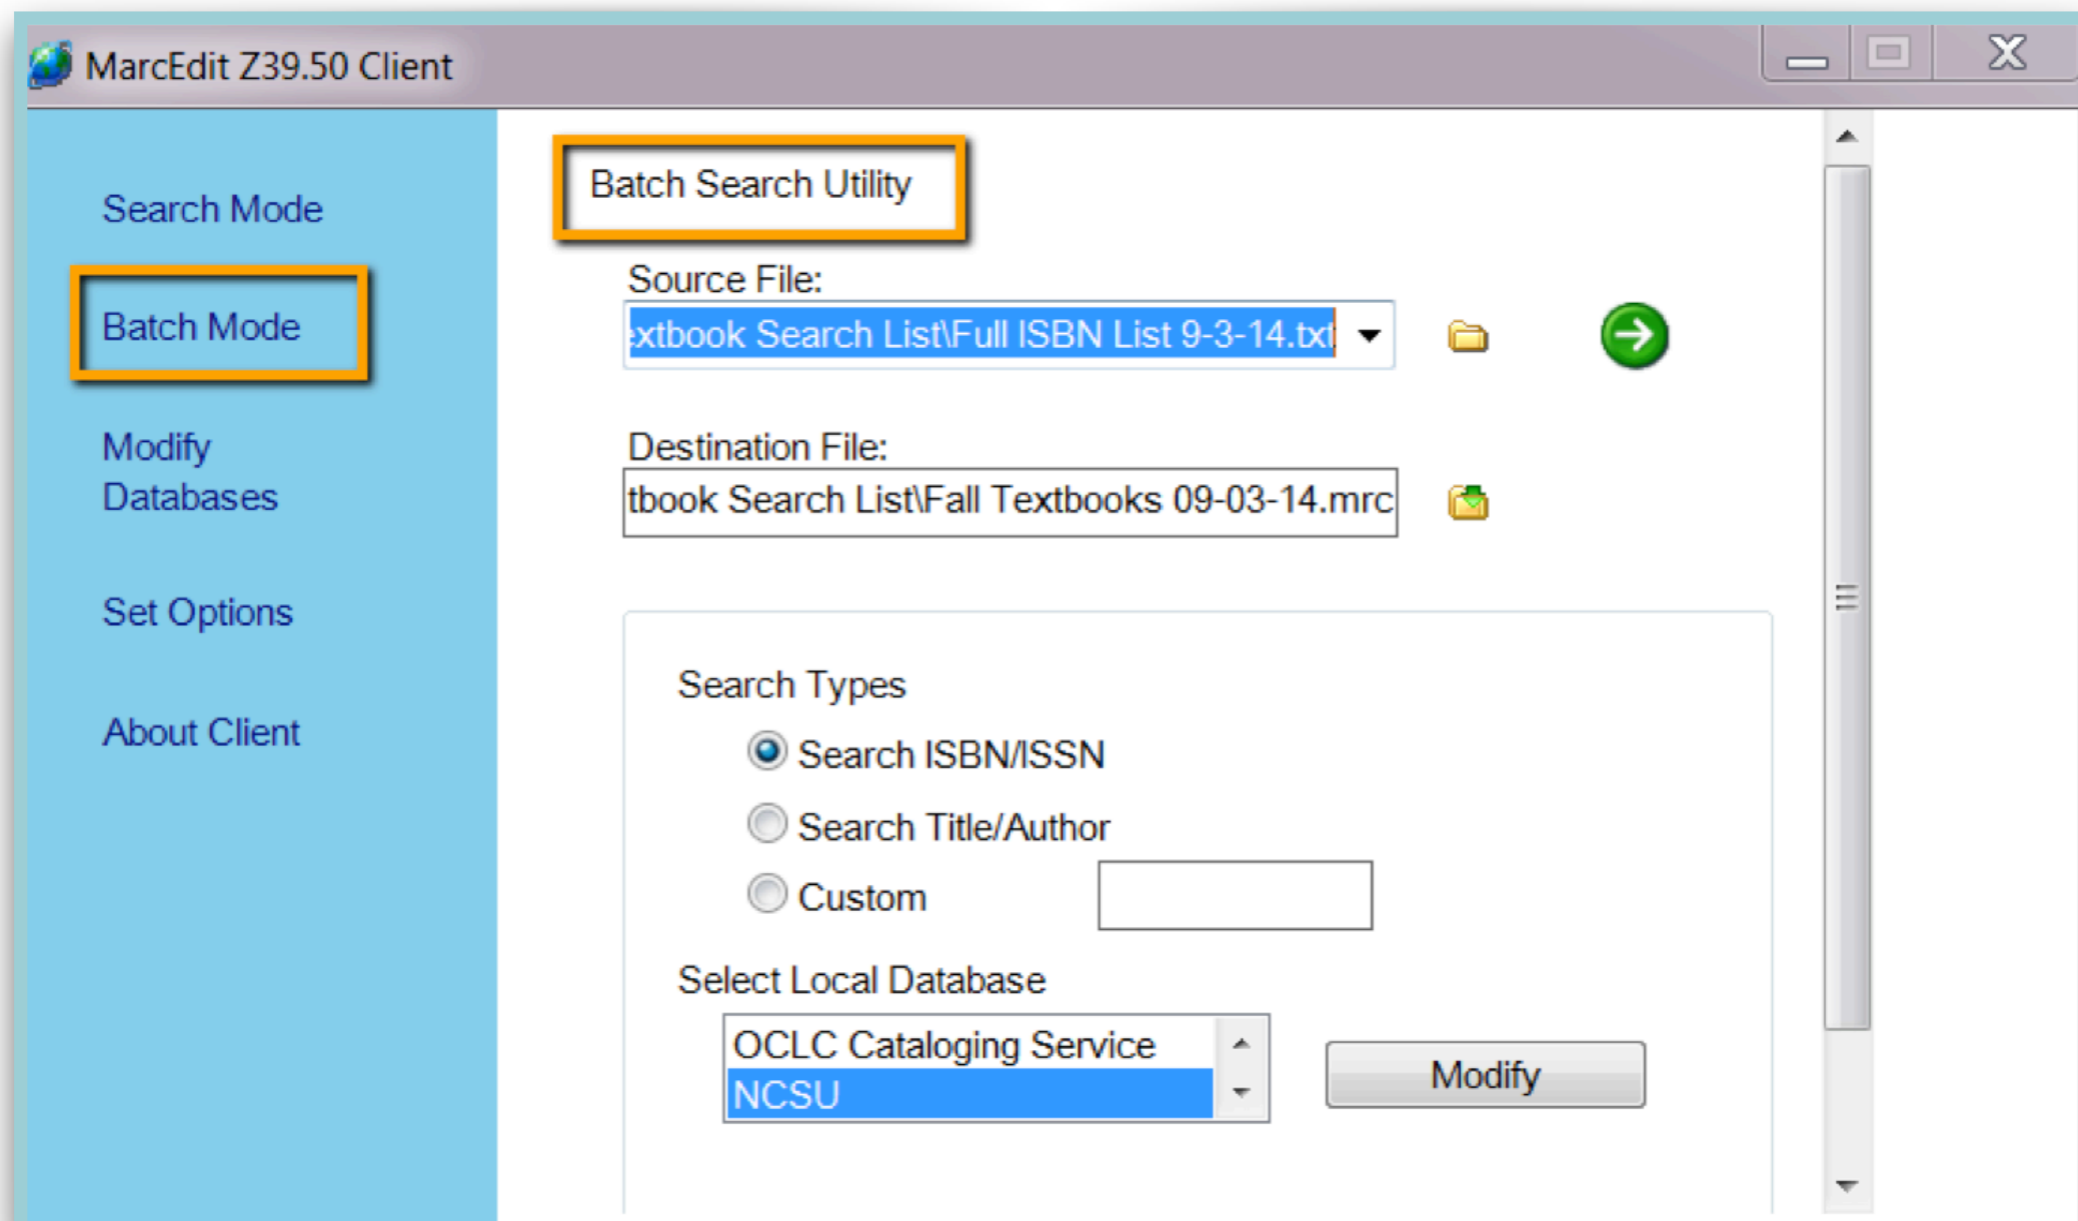 MarcEdit Z39.50 Client
Search Mode
Batch Mode
Modify
Databases
Set Options
About Client
Batch Search Utility
Source File:
extbook Search List\Full ISBN List 9-3-14.txt
Destination File:
tbook Search List\Fall Textbooks 09-03-14.mrc
Search Types
Search ISBN/ISSN
Search Title/Author
Custom
Select Local Database
OCLC Cataloging Service
NCSU
Modify